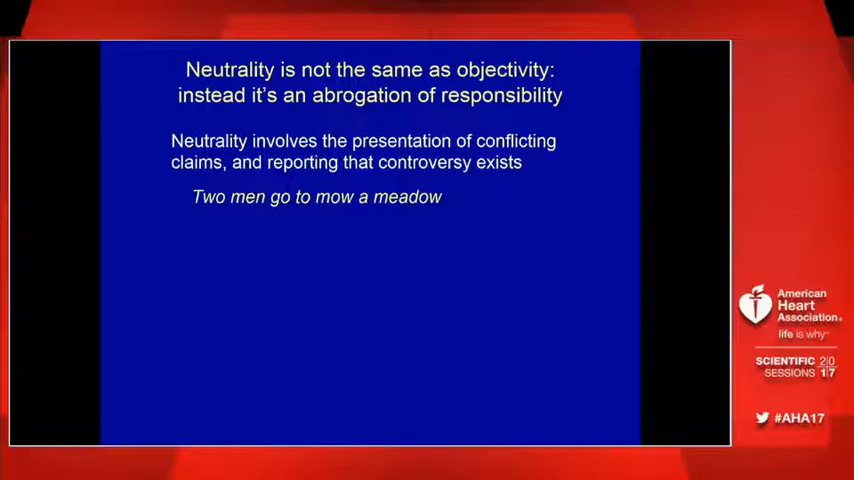 Neutrality is not the same as objectivity:
instead it's an abrogation of responsibility
Neutrality involves the presentation of conflicting
claims, and reporting that controversy exists
Two men go to mow a meadow
American
Heart
Association®
life is why™
SCIENTIFIC 20
SESSIONS 17
#AHA17